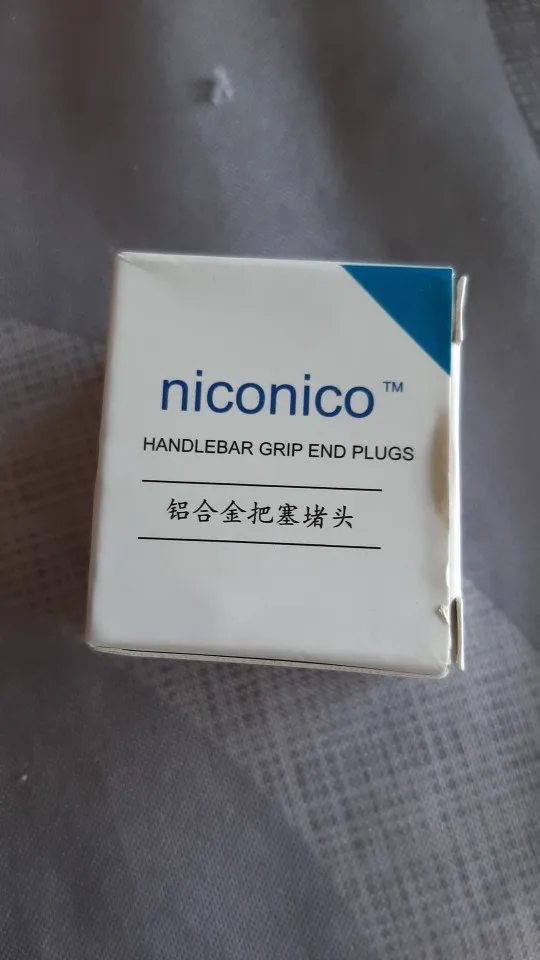 niconico™
HANDLEBAR GRIP END PLUGS
铝合金把塞堵头